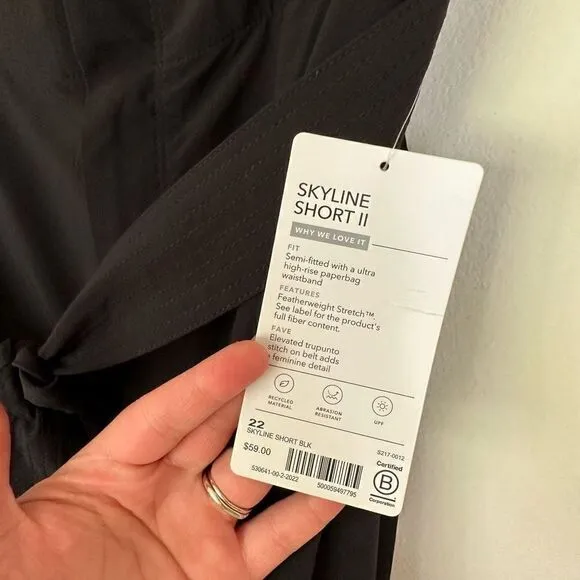 SKYLINE
SHORT II
WHY WE LOVE IT
FIT
Semi-fitted with a ultra
high-rise paperbag
waistband
FEATURES
Featherweight Stretch™.
See label for the product's
full fiber content.
FAVE
Elevated trapunto
stitch on belt adds
feminine detail
RECYCLED
MATERIAL
ABRASION
RESISTANT
UPF
22
SKYLINE SHORT BLK
S217-0012
$59.00
530641-00-2-2022
500059497795
Certified
B
Corporation